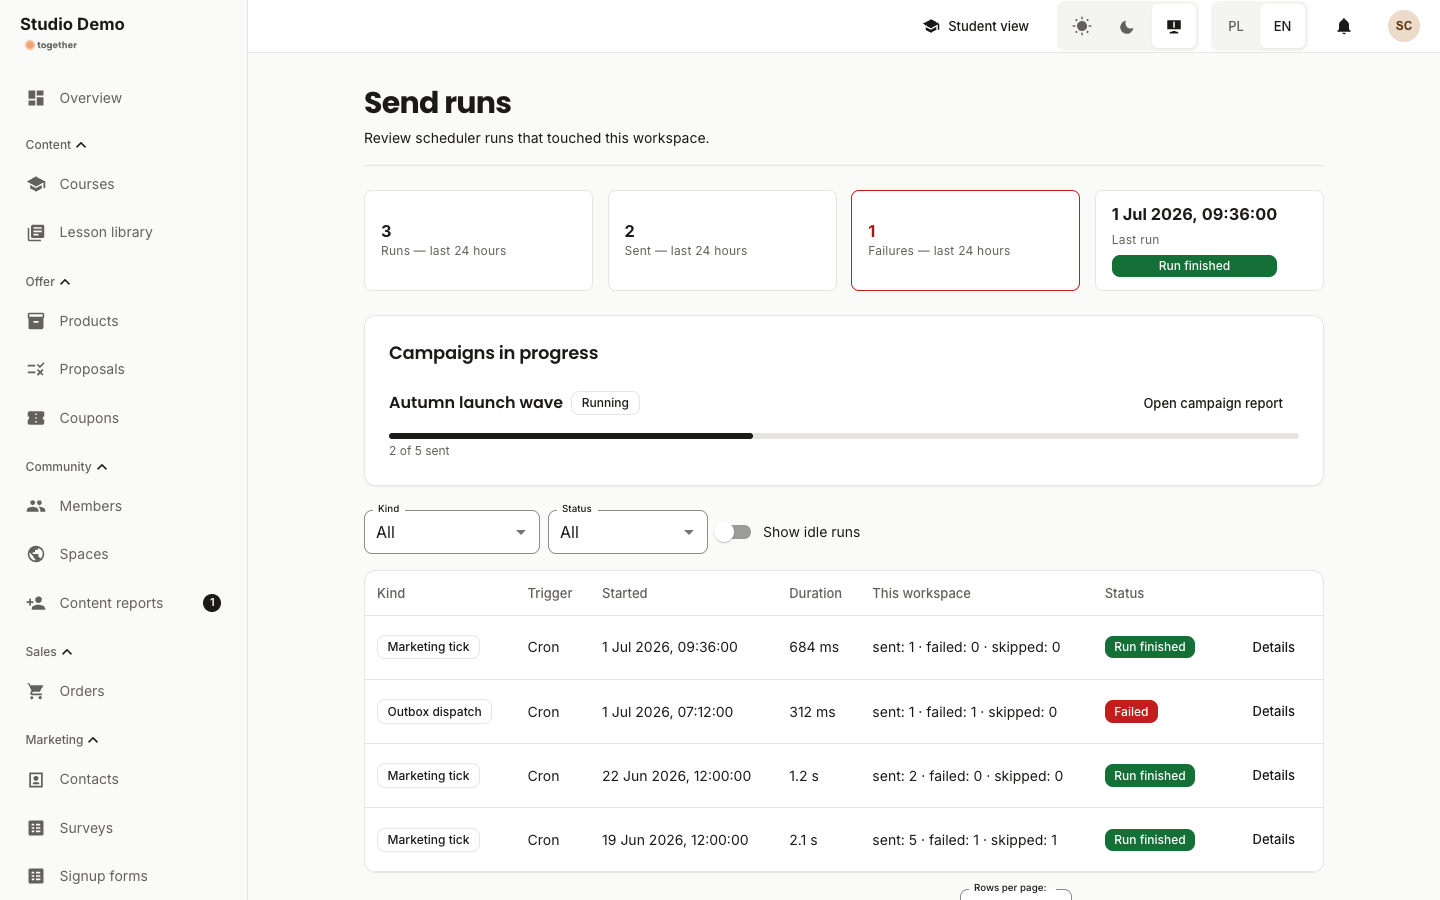 Studio Demo
together
Student view
PL
EN
SC
Overview
Content
Courses
Lesson library
Offer
Products
Proposals
Coupons
Community
Members
Spaces
Content reports
1
Sales
Orders
Marketing
Contacts
Surveys
Signup forms
Send runs
Review scheduler runs that touched this workspace.
3
Runs — last 24 hours
2
Sent — last 24 hours
1
Failures — last 24 hours
1 Jul 2026, 09:36:00
Last run
Run finished
Campaigns in progress
Autumn launch wave
Running
Open campaign report
2 of 5 sent
Kind
All
Status
All
Show idle runs
Kind Trigger Started Duration This workspace Status
Marketing tick Cron 1 Jul 2026, 09:36:00 684 ms sent: 1 · failed: 0 · skipped: 0 Run finished Details
Outbox dispatch Cron 1 Jul 2026, 07:12:00 312 ms sent: 1 · failed: 1 · skipped: 0 Failed Details
Marketing tick Cron 22 Jun 2026, 12:00:00 1.2 s sent: 2 · failed: 0 · skipped: 0 Run finished Details
Marketing tick Cron 19 Jun 2026, 12:00:00 2.1 s sent: 5 · failed: 1 · skipped: 1 Run finished Details
Rows per page: